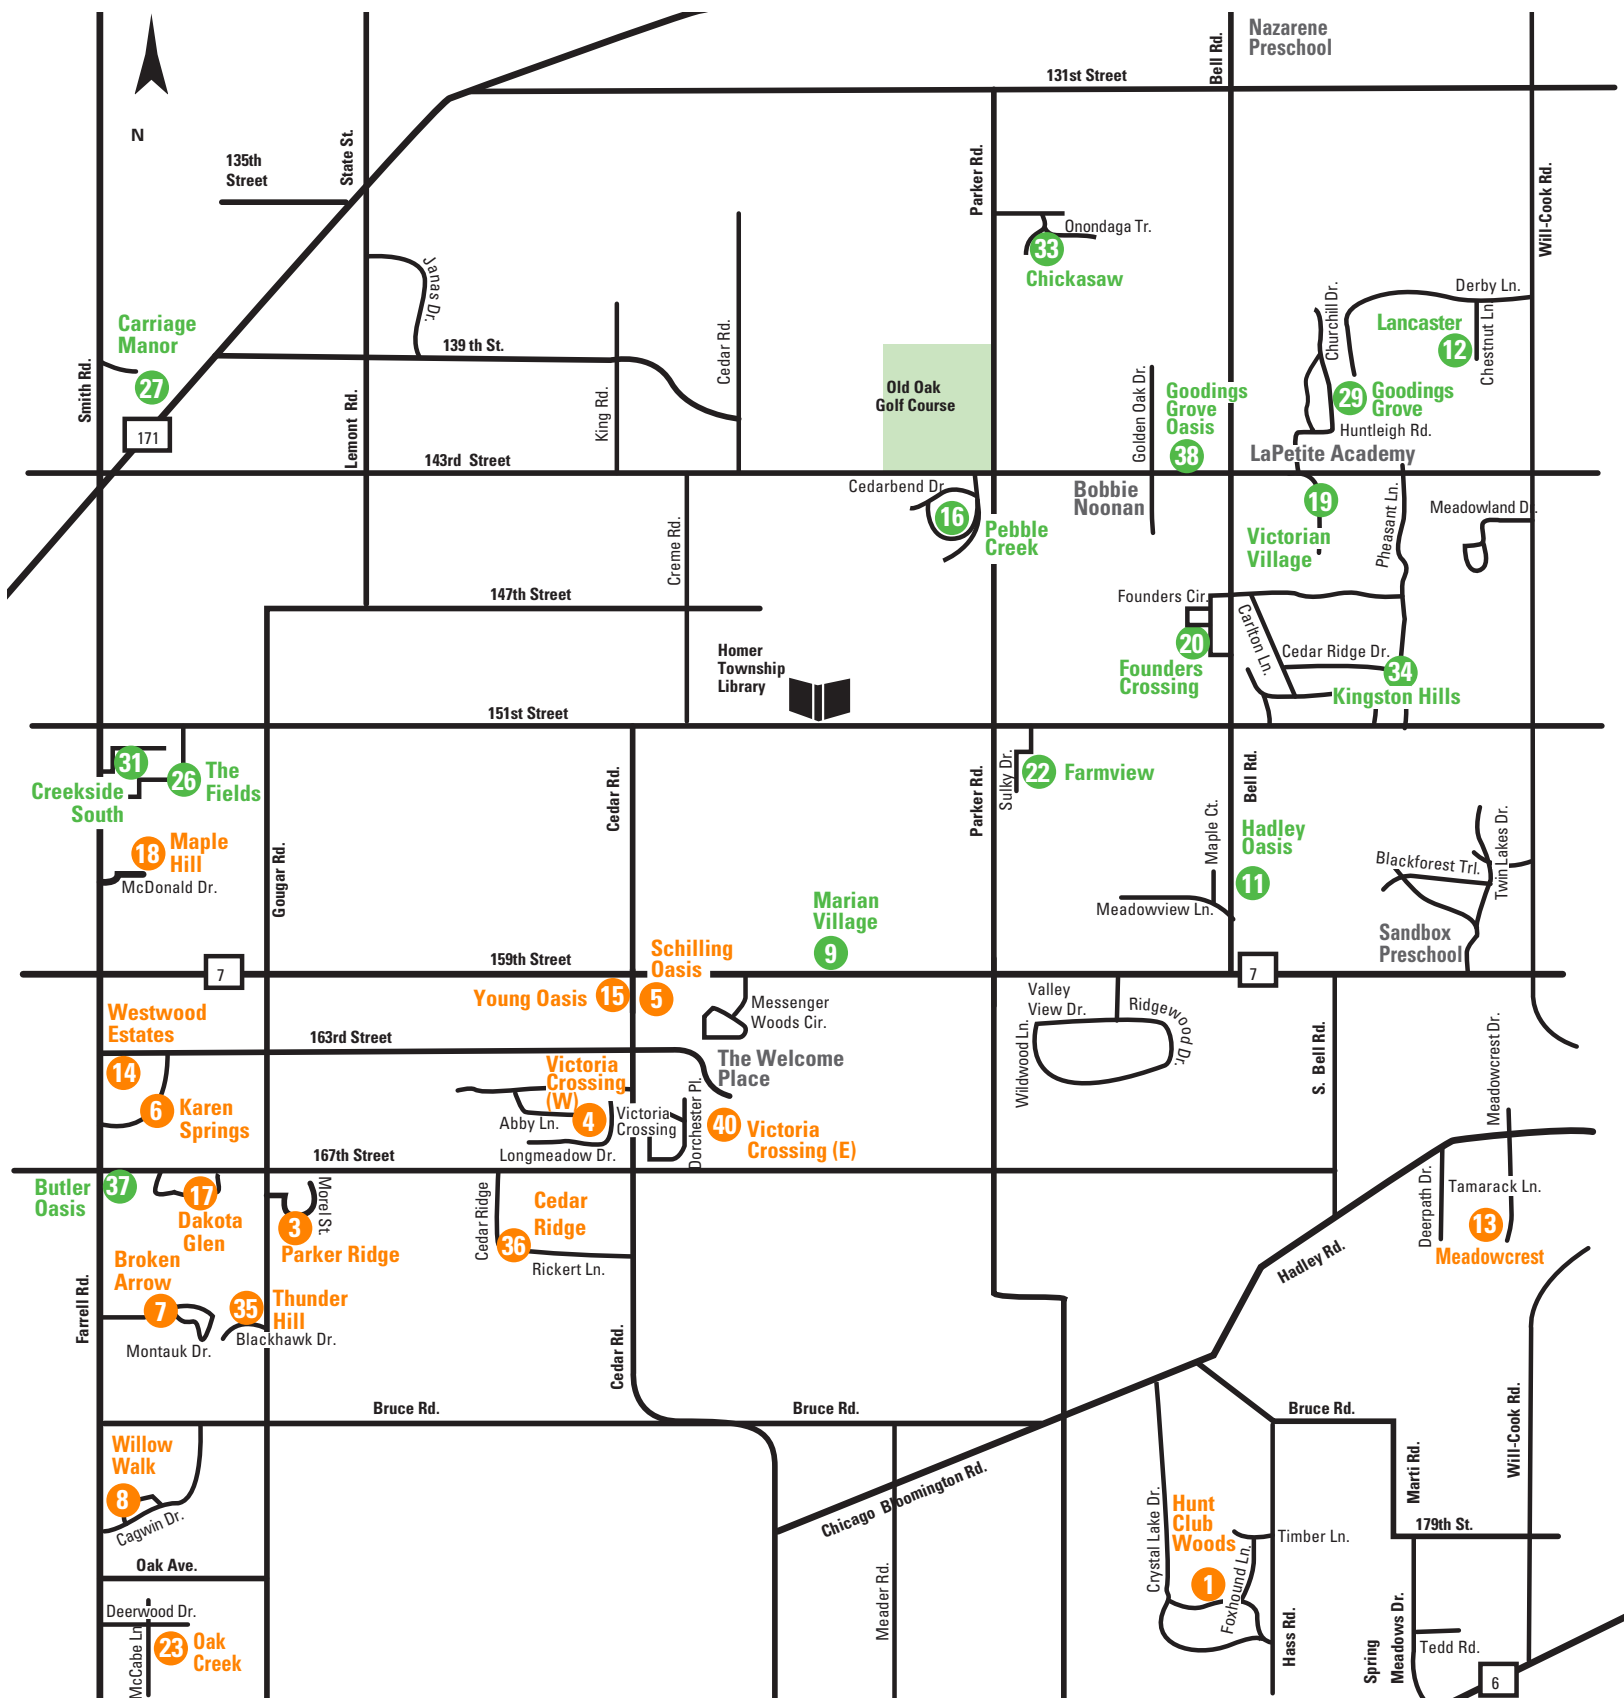 Nazarene
Preschool
Bell Rd.
131st Street
N
State St.
135th
Street
Parker Rd.
Will-Cook Rd.
Onondaga Tr.
33
Chickasaw
Janas Dr.
Derby Ln.
Churchill Dr.
Lancaster
12
Chestnut Ln.
Carriage
Manor
27
139 th St.
Cedar Rd.
Smith Rd.
171
Lemont Rd.
King Rd.
Old Oak
Golf Course
Golden Oak Dr.
Goodings
Grove
Oasis
38
29
Goodings
Grove
Huntleigh Rd.
LaPetite Academy
143rd Street
Cedarbend Dr.
16
Pebble
Creek
Bobbie
Noonan
19
Victorian
Village
Pheasant Ln.
Meadowland Dr.
Creme Rd.
147th Street
Founders Cir.
20
Founders
Crossing
Carlton Ln.
Cedar Ridge Dr.
34
Kingston Hills
Homer
Township
Library
151st Street
31
Creekside
South
26
The
Fields
Cedar Rd.
Parker Rd.
Sulky Dr.
22
Farmview
Bell Rd.
Maple Ct.
Hadley
Oasis
11
18
Maple
Hill
McDonald Dr.
Gougar Rd.
Meadowview Ln.
Blackforest Trl.
Twin Lakes Dr.
Sandbox
Preschool
Marian
Village
9
Schilling
Oasis
5
159th Street
7
7
Young Oasis
15
Messenger
Woods Cir.
Valley
View Dr.
Ridgewood Dr.
Wildwood Ln.
S. Bell Rd.
Meadowcrest Dr.
Westwood
Estates
14
163rd Street
6
Karen
Springs
The Welcome
Place
Victoria
Crossing
(W)
4
Abby Ln.
Longmeadow Dr.
Victoria
Crossing
Dorchester Pl.
40
Victoria
Crossing (E)
167th Street
Butler
Oasis
37
17
Dakota
Glen
Morel St.
3
Parker Ridge
Cedar Ridge
36
Cedar
Ridge
Rickert Ln.
Deerpath Dr.
Tamarack Ln.
13
Meadowcrest
Hadley Rd.
Broken
Arrow
7
Montauk Dr.
35
Thunder
Hill
Blackhawk Dr.
Farrell Rd.
Cedar Rd.
Bruce Rd.
Bruce Rd.
Bruce Rd.
Will-Cook Rd.
Marti Rd.
Willow
Walk
8
Cagwin Dr.
Chicago Bloomington Rd.
Crystal Lake Dr.
Hunt
Club
Woods
1
Foxhound Ln.
Timber Ln.
179th St.
Oak Ave.
Meader Rd.
Hass Rd.
Spring
Meadows Dr.
Tedd Rd.
6
Deerwood Dr.
McCabe Ln.
23
Oak
Creek